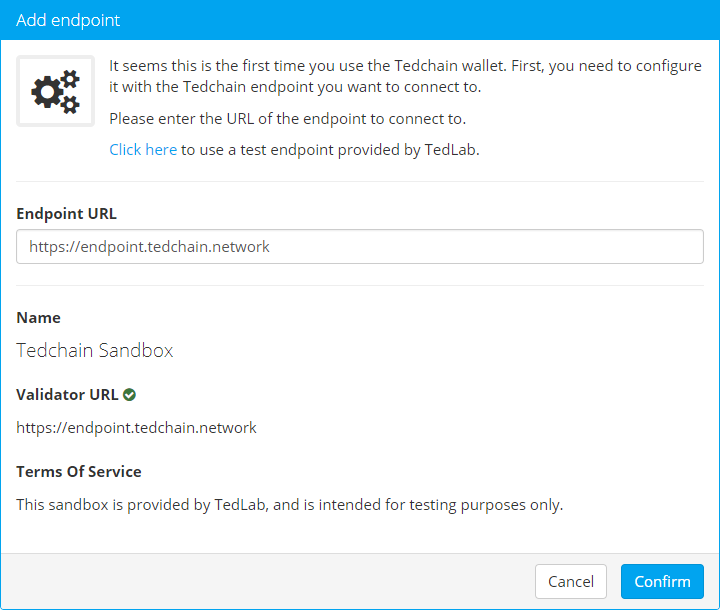 Add endpoint
It seems this is the first time you use the Tedchain wallet. First, you need to configure
it with the Tedchain endpoint you want to connect to.
Please enter the URL of the endpoint to connect to.
Click here to use a test endpoint provided by TedLab.
Endpoint URL
https://endpoint.tedchain.network
Name
Tedchain Sandbox
Validator URL
https://endpoint.tedchain.network
Terms Of Service
This sandbox is provided by TedLab, and is intended for testing purposes only.
Cancel Confirm